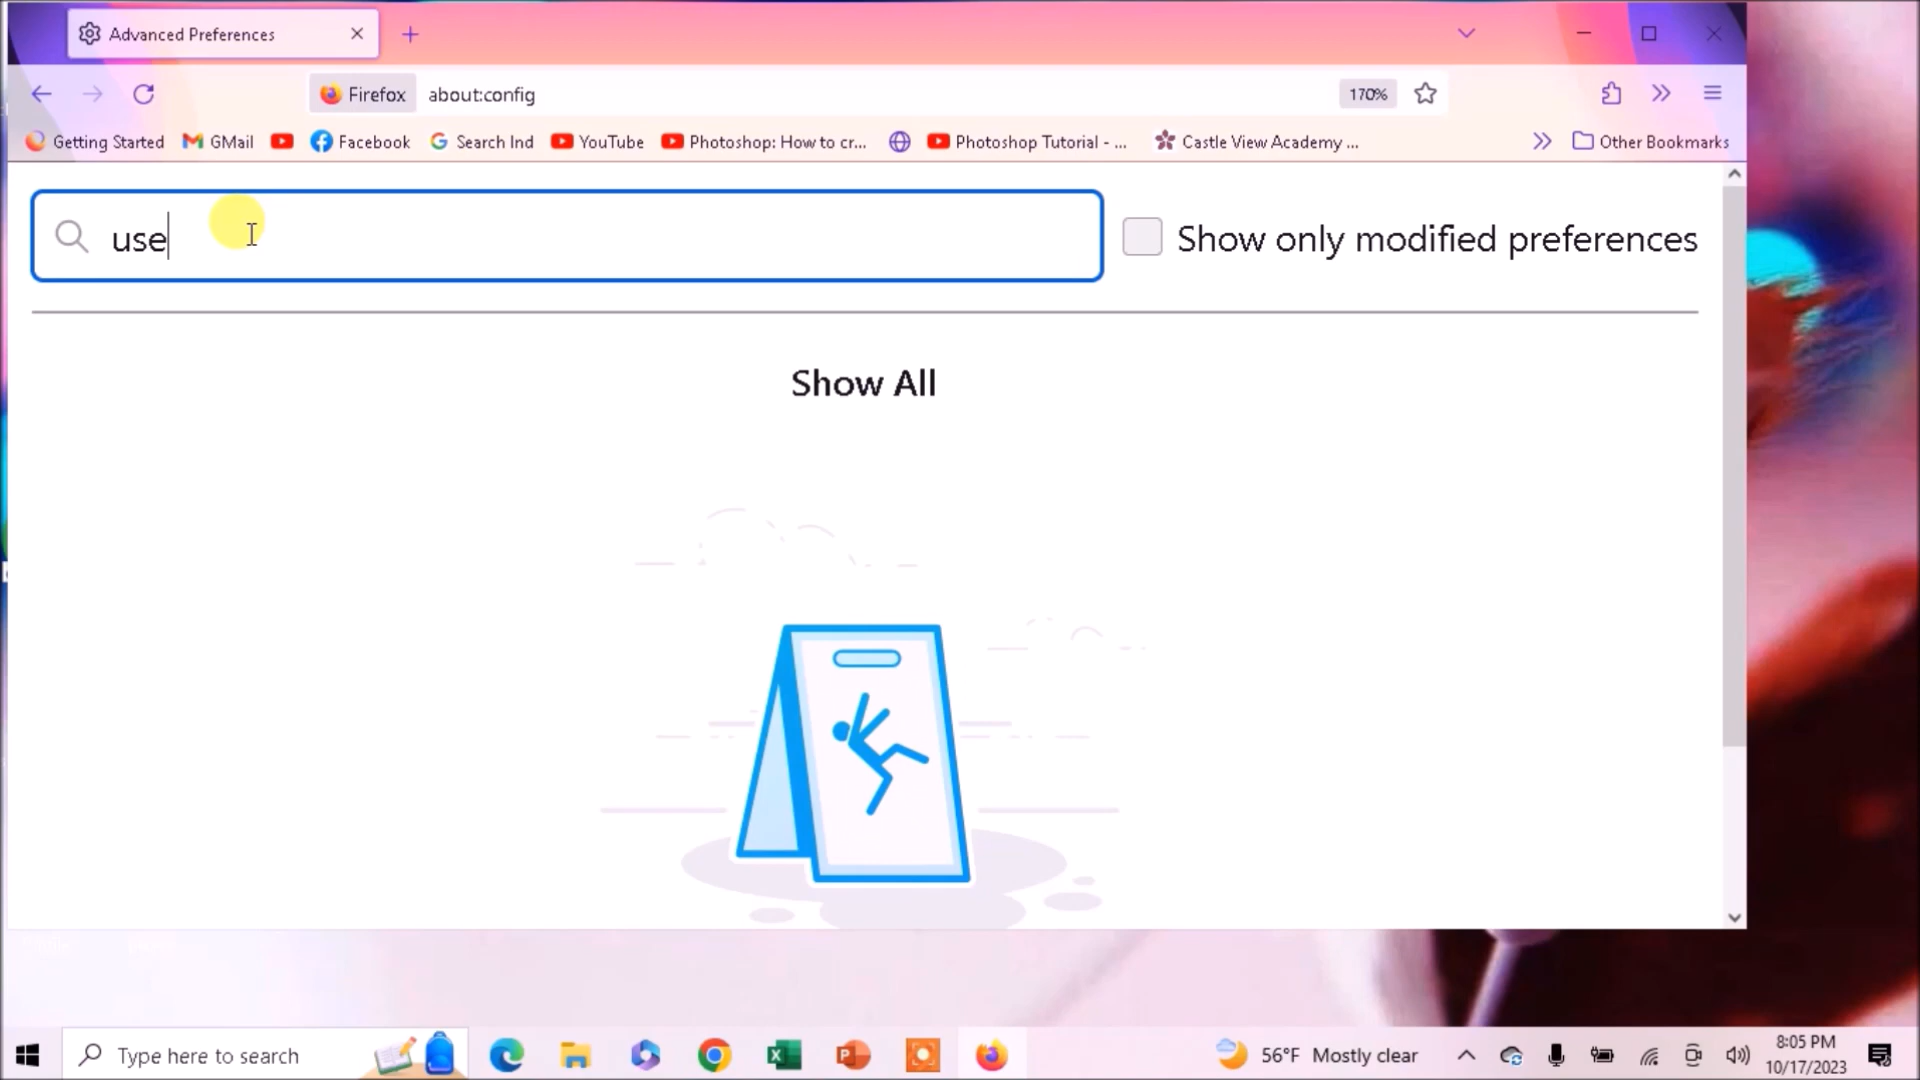 Advanced Preferences
Firefox about:config 170%
Getting Started GMail Facebook Search Ind YouTube Photoshop: How to cr... Photoshop Tutorial - ... Castle View Academy ... Other Bookmarks
use Show only modified preferences
Show All
Type here to search 56°F Mostly clear 8:05 PM
10/17/2023